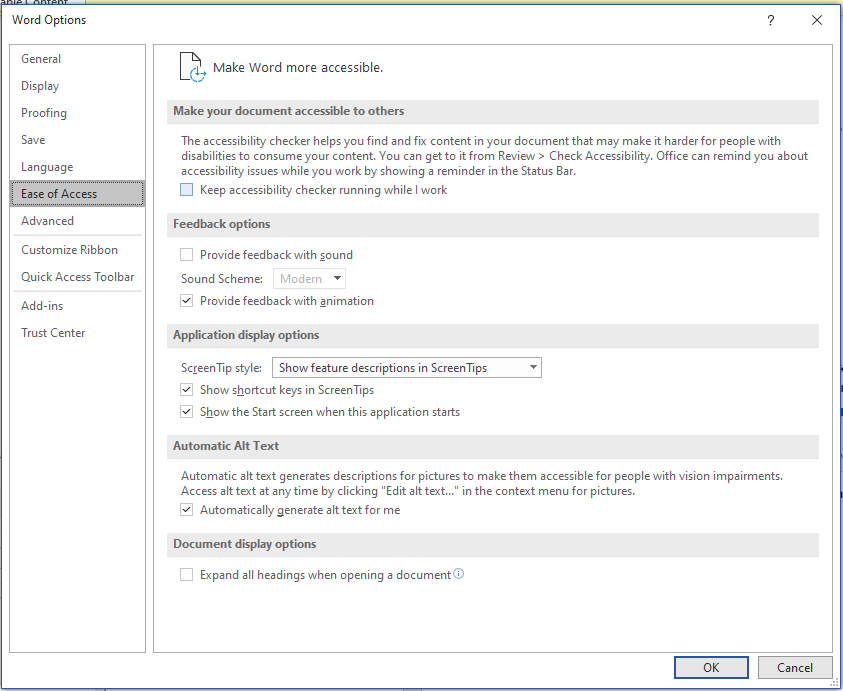 able Content
Word Options
?
General
Display
Proofing
Save
Language
Ease of Access
Advanced
Customize Ribbon
Quick Access Toolbar
Add-ins
Trust Center
Make Word more accessible.
Make your document accessible to others
The accessibility checker helps you find and fix content in your document that may make it harder for people with
disabilities to consume your content. You can get to it from Review > Check Accessibility. Office can remind you about
accessibility issues while you work by showing a reminder in the Status Bar.
Keep accessibility checker running while I work
Feedback options
Provide feedback with sound
Sound Scheme: Modern
Provide feedback with animation
Application display options
ScreenTip style: Show feature descriptions in ScreenTips
Show shortcut keys in ScreenTips
Show the Start screen when this application starts
Automatic Alt Text
Automatic alt text generates descriptions for pictures to make them accessible for people with vision impairments.
Access alt text at any time by clicking "Edit alt text..." in the context menu for pictures.
Automatically generate alt text for me
Document display options
Expand all headings when opening a document
OK Cancel